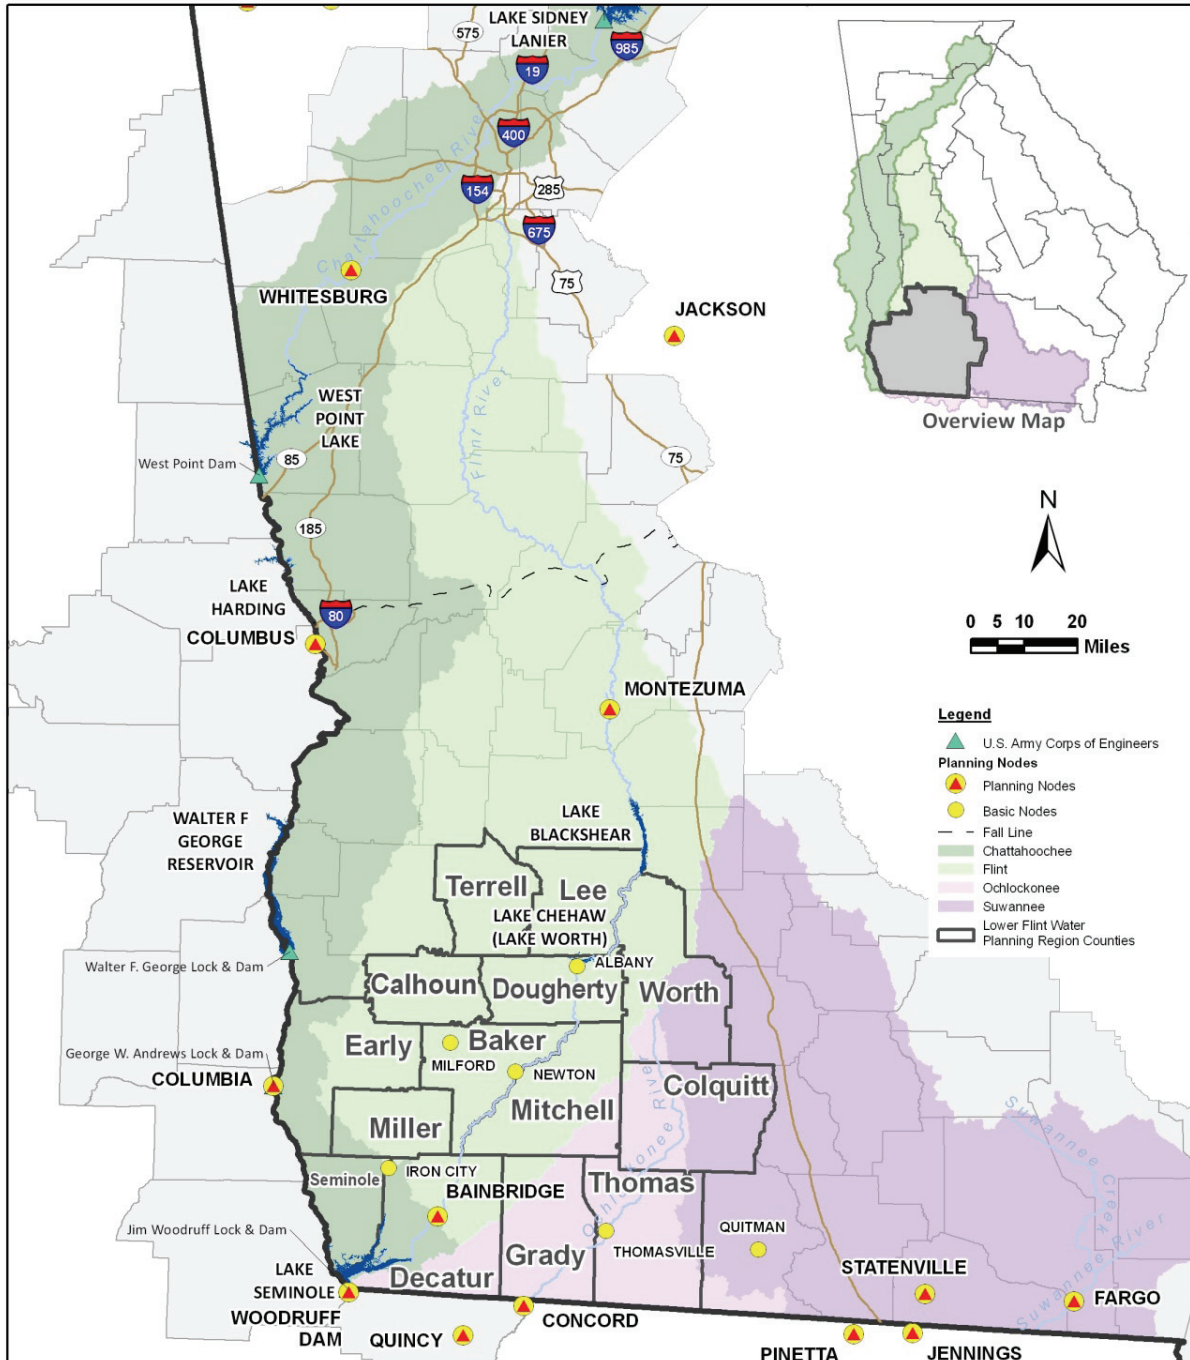 LAKE SIDNEY
LANIER
575
985
19
400
154
285
675
75
Chattahoochee River
WHITESBURG
JACKSON
Flint River
WEST
POINT
LAKE
West Point Dam
85
75
185
LAKE
HARDING
80
COLUMBUS
MONTEZUMA
WALTER F
GEORGE
RESERVOIR
LAKE
BLACKSHEAR
Terrell
Lee
LAKE CHEHAW
(LAKE WORTH)
Walter F. George Lock & Dam
ALBANY
Calhoun
Dougherty
Worth
George W. Andrews Lock & Dam
COLUMBIA
Early
Baker
MILFORD
NEWTON
Mitchell
Colquitt
Miller
Ochlockonee River
Seminole
IRON CITY
BAINBRIDGE
Thomas
Jim Woodruff Lock & Dam
THOMASVILLE
QUITMAN
Grady
Decatur
LAKE
SEMINOLE
WOODRUFF
DAM
QUINCY
CONCORD
STATENVILLE
FARGO
PINETTA
JENNINGS
Suwannee Creek
Suwannee River
Suwannee River
Overview Map
N
0 5 10 20
Miles
Legend
U.S. Army Corps of Engineers
Planning Nodes
Planning Nodes
Basic Nodes
Fall Line
Chattahoochee
Flint
Ochlockonee
Suwannee
Lower Flint Water
Planning Region Counties